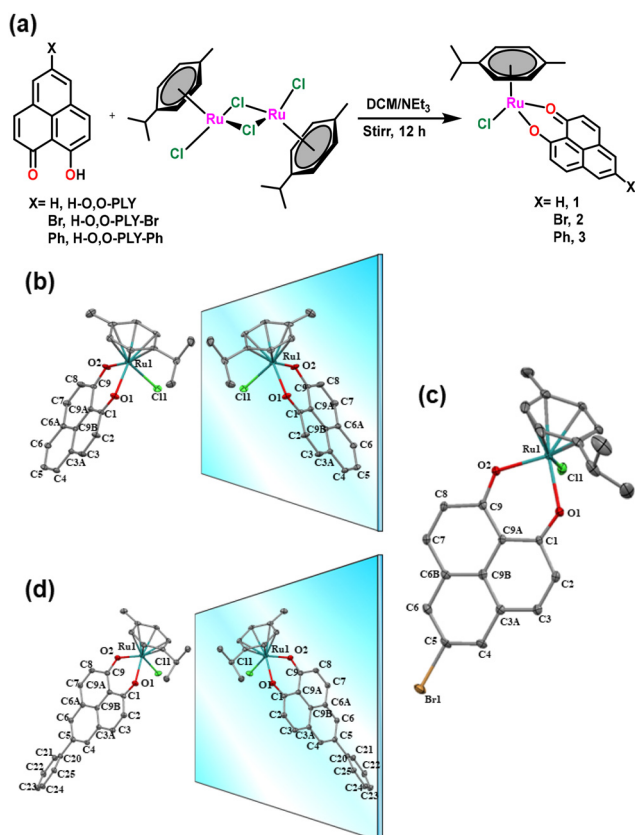 (a)
X
O OH
+
Ru
Cl
Cl
Cl
Ru
Cl
DCM/NEt₃
Stirr, 12 h
Ru
Cl
O
O
X
X= H, H-O,O-PLY
Br, H-O,O-PLY-Br
Ph, H-O,O-PLY-Ph
X= H, 1
Br, 2
Ph, 3
(b)
O2
Ru1
C8 C9
O1
Cl1
C7
C9A
C1
C6A
C9B
C2
C6
C3
C3A
C5
C4
Ru1
O2
C9 C8
Cl1
O1
C9A
C7
C1
C9B
C6A
C2
C6
C3
C3A
C5
C4
(c)
Ru1
O2
Cl1
O1
C8
C9
C9A
C1
C7
C6B
C9B
C2
C6
C3A
C3
C5
C4
Br1
(d)
O2
Ru1
Cl1
C8
C9
O1
C7
C9A
C1
C6A
C9B
C2
C6
C3A
C3
C5
C4
C21
C20
C22
C25
C23
C24
Ru1
O2
Cl1
C9
C8
O1
C9A
C7
C1
C6A
C2
C9B
C6
C3
C3A
C5
C4
C21
C20
C22
C25
C24
C23